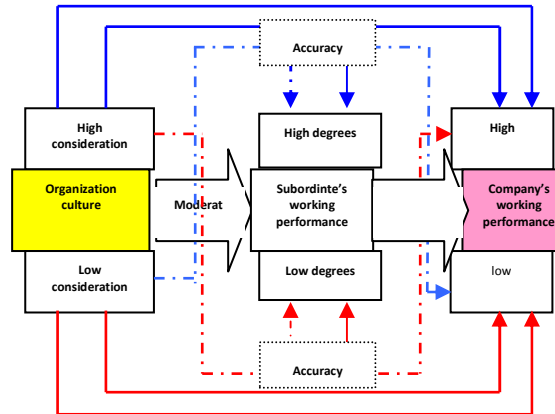 Accuracy
High
consideration
High degrees
High
Organization
culture
Moderat
Subordinte's
working
performance
Company's
working
performance
Low
consideration
Low degrees
low
Accuracy